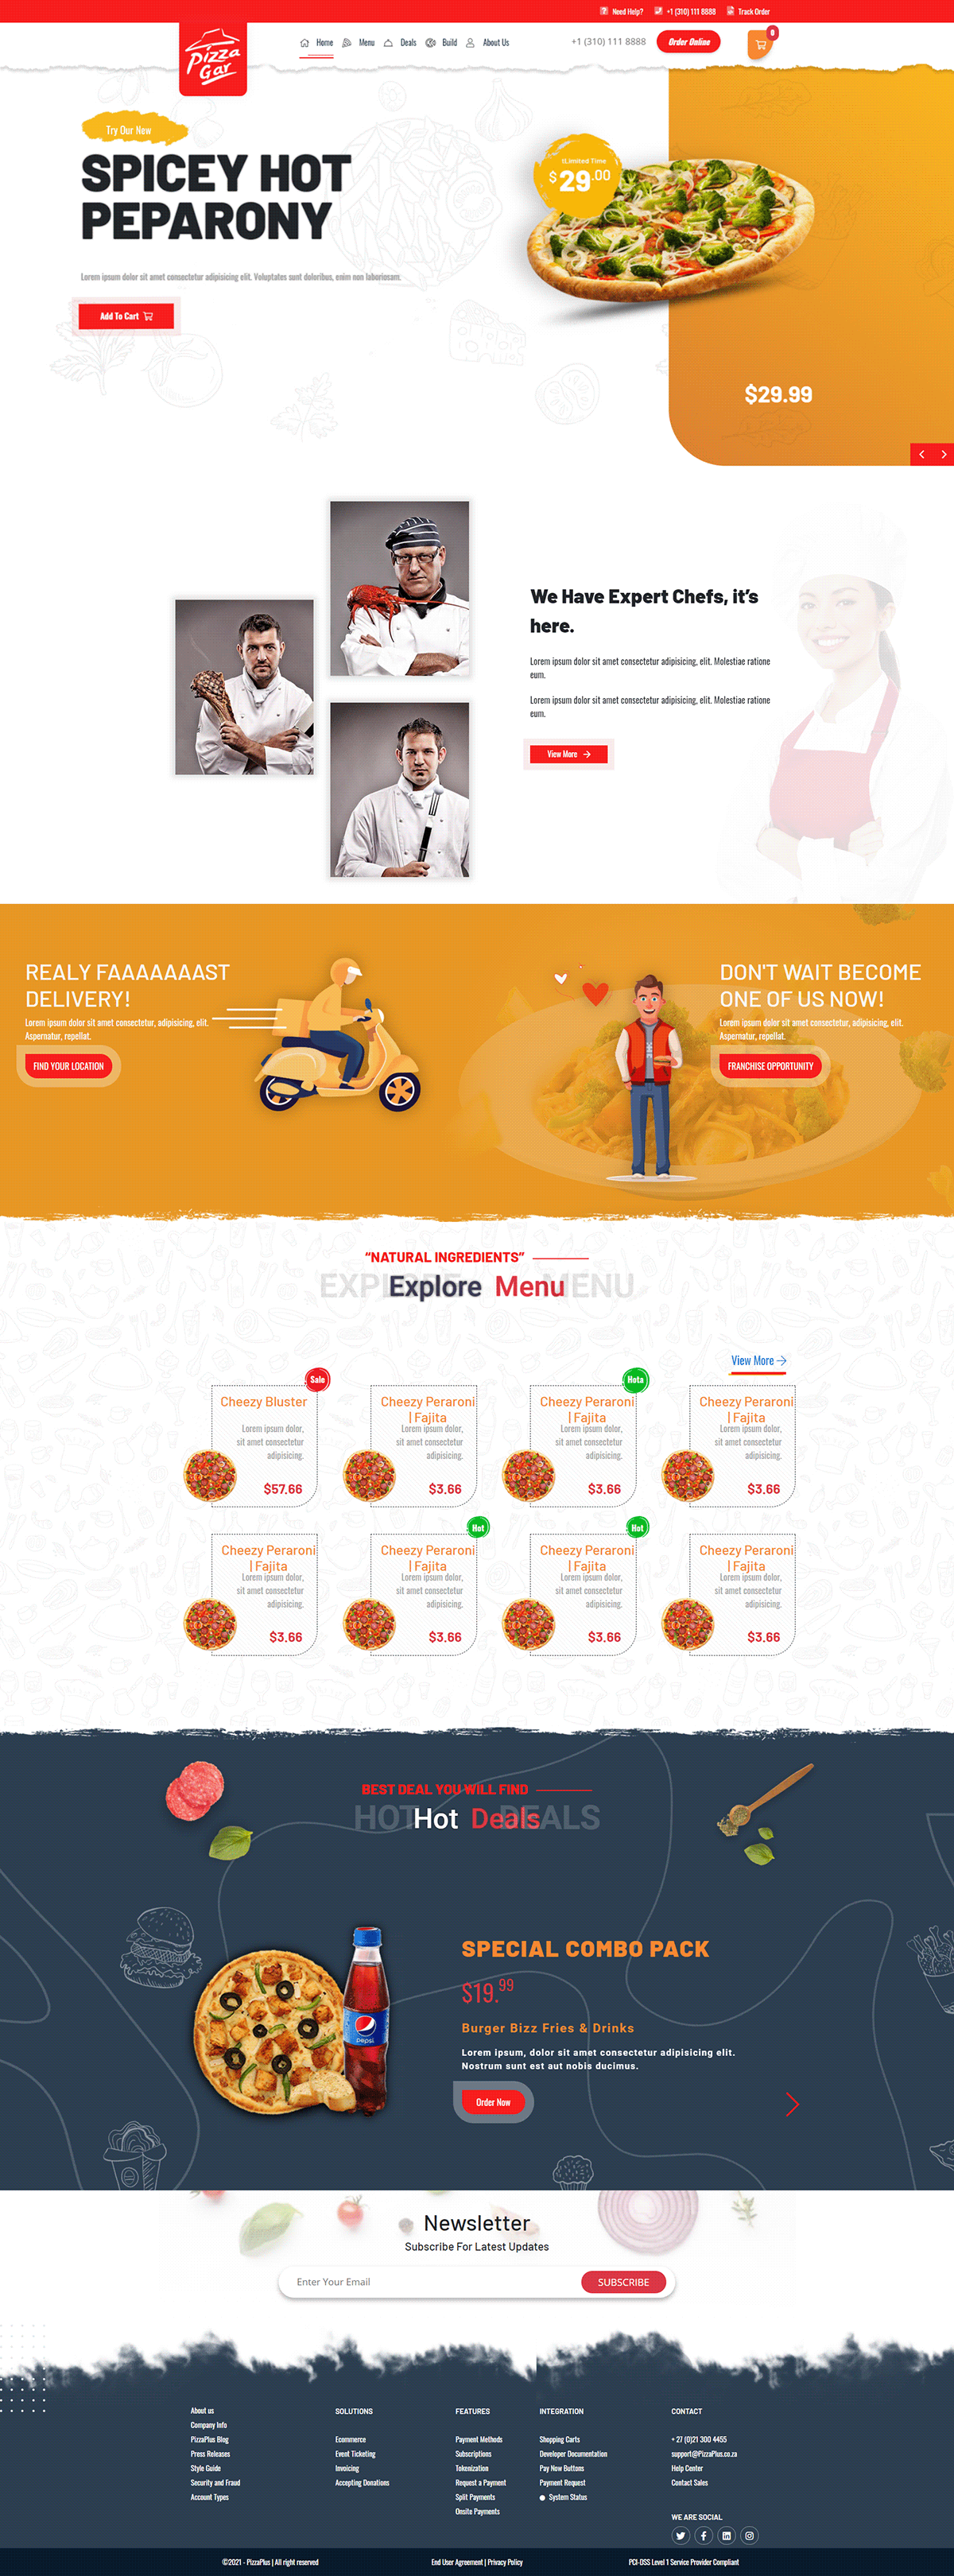 Need Help?
+1 (310) 111 8888
Track Order
Pizza
Gar
Home
Menu
Deals
Build
About Us
+1 (310) 111 8888
Order Online
0
Try Our New
SPICEY HOT
PEPARONY
Lorem ipsum dolor sit amet consectetur adipisicing elit. Voluptates sunt doloribus, enim non laboriosam.
Add To Cart
tLimited Time
$29.00
$29.99
We Have Expert Chefs, it's
here.
Lorem ipsum dolor sit amet consectetur adipisicing, elit. Molestiae ratione
eum.
Lorem ipsum dolor sit amet consectetur adipisicing, elit. Molestiae ratione
eum.
View More
REALY FAAAAAAAST
DELIVERY!
Lorem ipsum dolor sit amet consectetur, adipisicing, elit.
Aspernatur, repellat.
FIND YOUR LOCATION
DON'T WAIT BECOME
ONE OF US NOW!
Lorem ipsum dolor sit amet consectetur, adipisicing, elit.
Aspernatur, repellat.
FRANCHISE OPPORTUNITY
"NATURAL INGREDIENTS"
EXPLORE MENU
Explore Menu
View More
Sale
Cheezy Bluster
Lorem ipsum dolor,
sit amet consectetur
adipisicing.
$57.66
Cheezy Peraroni
| Fajita
Lorem ipsum dolor,
sit amet consectetur
adipisicing.
$3.66
Hota
Cheezy Peraroni
| Fajita
Lorem ipsum dolor,
sit amet consectetur
adipisicing.
$3.66
Cheezy Peraroni
| Fajita
Lorem ipsum dolor,
sit amet consectetur
adipisicing.
$3.66
Cheezy Peraroni
| Fajita
Lorem ipsum dolor,
sit amet consectetur
adipisicing.
$3.66
Hot
Cheezy Peraroni
| Fajita
Lorem ipsum dolor,
sit amet consectetur
adipisicing.
$3.66
Hot
Cheezy Peraroni
| Fajita
Lorem ipsum dolor,
sit amet consectetur
adipisicing.
$3.66
Cheezy Peraroni
| Fajita
Lorem ipsum dolor,
sit amet consectetur
adipisicing.
$3.66
BEST DEAL YOU WILL FIND
HOT DEALS
Hot Deals
pepsi
SPECIAL COMBO PACK
$19.99
Burger Bizz Fries & Drinks
Lorem ipsum, dolor sit amet consectetur adipisicing elit.
Nostrum sunt est aut nobis ducimus.
Order Now
Newsletter
Subscribe For Latest Updates
Enter Your Email
SUBSCRIBE
About us
Company Info
PizzaPlus Blog
Press Releases
Style Guide
Security and Fraud
Account Types
SOLUTIONS
Ecommerce
Event Ticketing
Invoicing
Accepting Donations
FEATURES
Payment Methods
Subscriptions
Tokenization
Request a Payment
Split Payments
Onsite Payments
INTEGRATION
Shopping Carts
Developer Documentation
Pay Now Buttons
Payment Request
System Status
CONTACT
+ 27 (0)21 300 4455
support@PizzaPlus.co.za
Help Center
Contact Sales
WE ARE SOCIAL
©2021 - PizzaPlus | All right reserved
End User Agreement | Privacy Policy
PCI-DSS Level 1 Service Provider Compliant